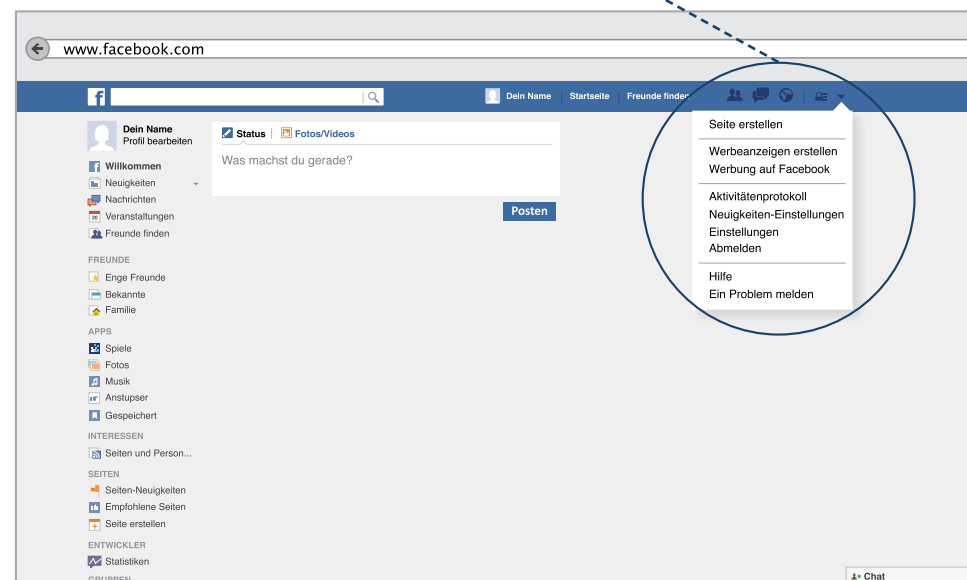 www.facebook.com
f
Dein Name Startseite Freunde finden
Dein Name
Profil bearbeiten
Willkommen
Neuigkeiten
Nachrichten
Veranstaltungen
Freunde finden
FREUNDE
Enge Freunde
Bekannte
Familie
APPS
Spiele
Fotos
Musik
Anstupser
Gespeichert
INTERESSEN
Seiten und Person...
SEITEN
Seiten-Neuigkeiten
Empfohlene Seiten
Seite erstellen
ENTWICKLER
Statistiken
GRUPPEN
Status Fotos/Videos
Was machst du gerade?
Posten
Seite erstellen
Werbeanzeigen erstellen
Werbung auf Facebook
Aktivitätenprotokoll
Neuigkeiten-Einstellungen
Einstellungen
Abmelden
Hilfe
Ein Problem melden
Chat